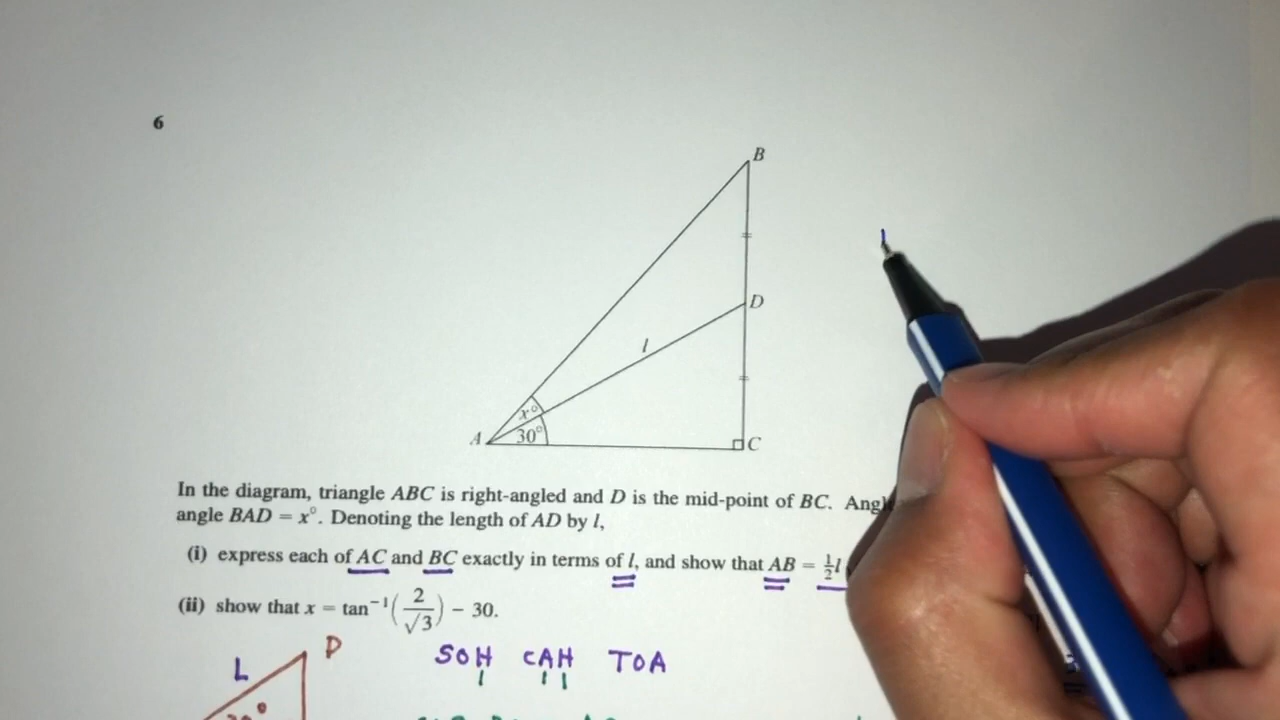 6
B
D
l
x°
30°
A
C
In the diagram, triangle ABC is right-angled and D is the mid-point of BC.
angle BAD = x°. Denoting the length of AD by l,
(i) express each of AC and BC exactly in terms of l, and show that AB = ½l
(ii) show that x = tan⁻¹(2/√3) − 30.
D
L
SOH CAH TOA